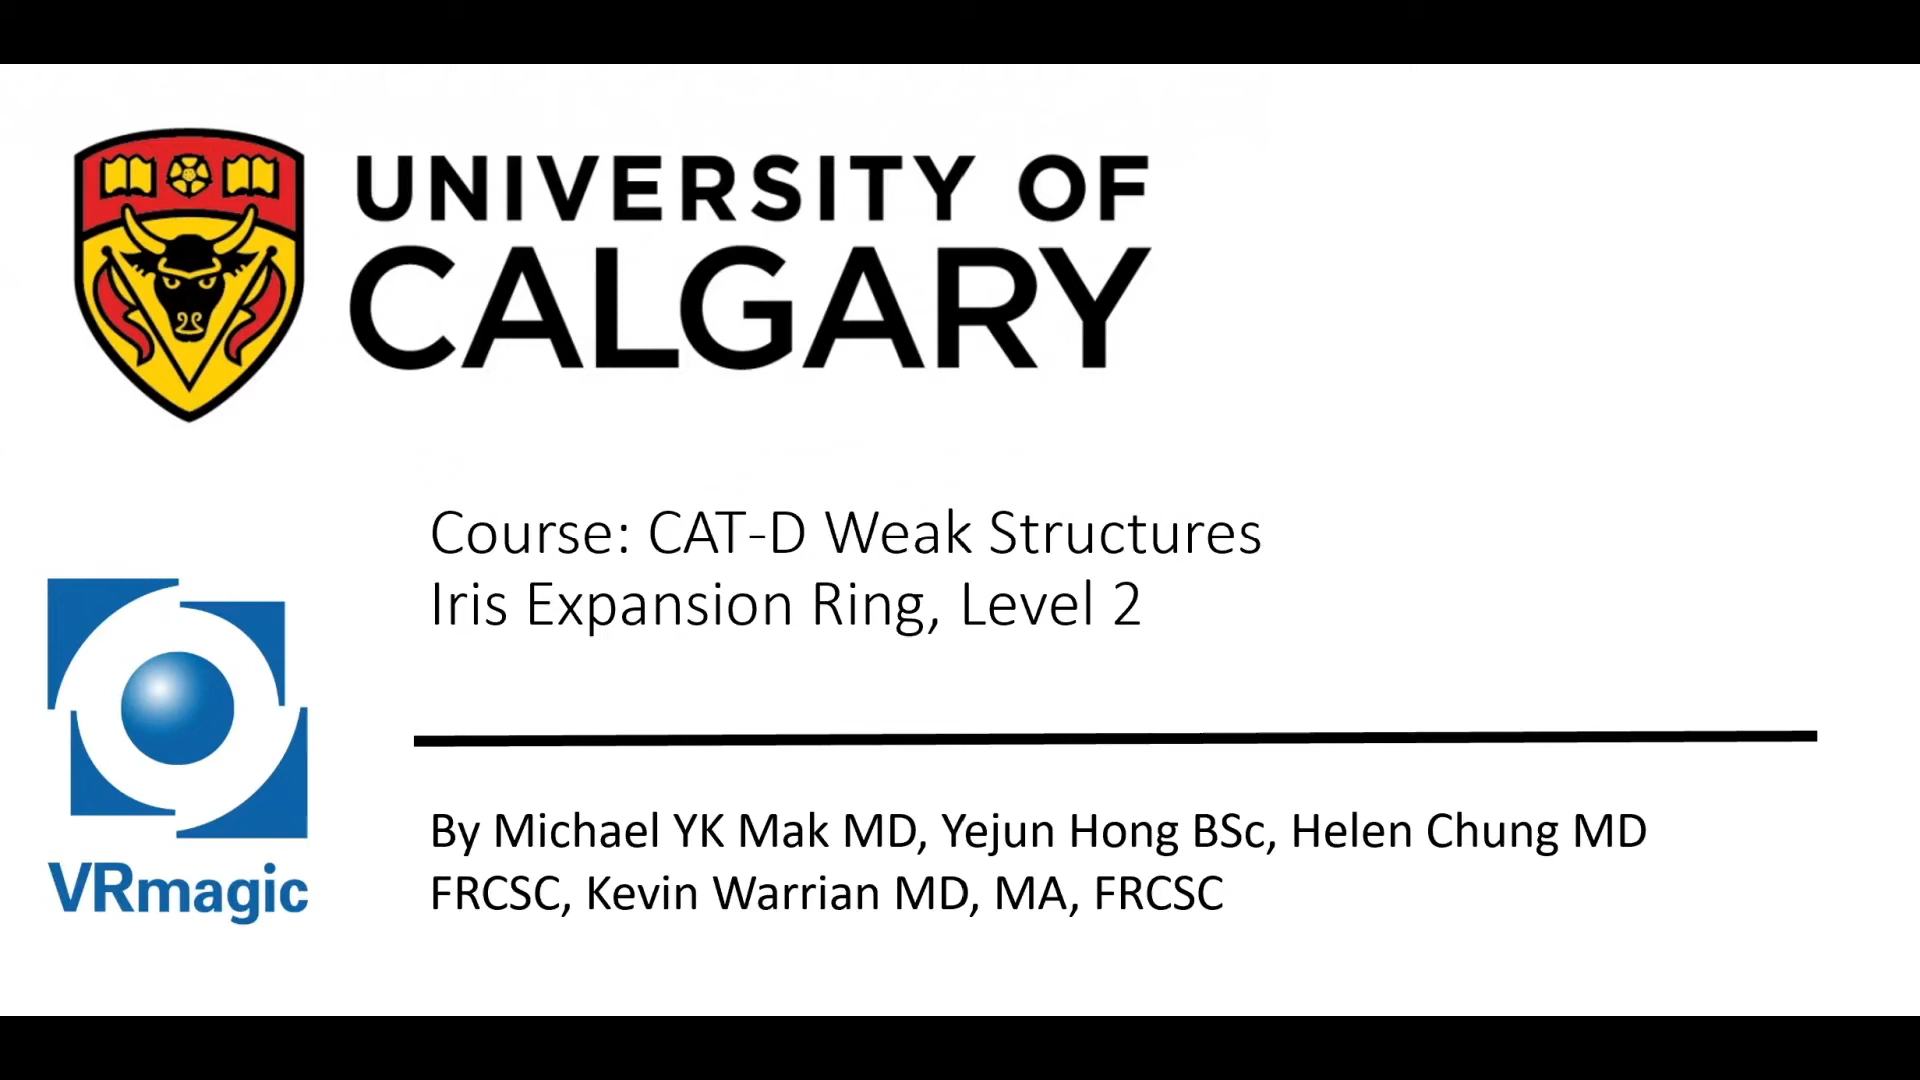 UNIVERSITY OF
CALGARY
Course: CAT-D Weak Structures
Iris Expansion Ring, Level 2
VRmagic
By Michael YK Mak MD, Yejun Hong BSc, Helen Chung MD
FRCSC, Kevin Warrian MD, MA, FRCSC